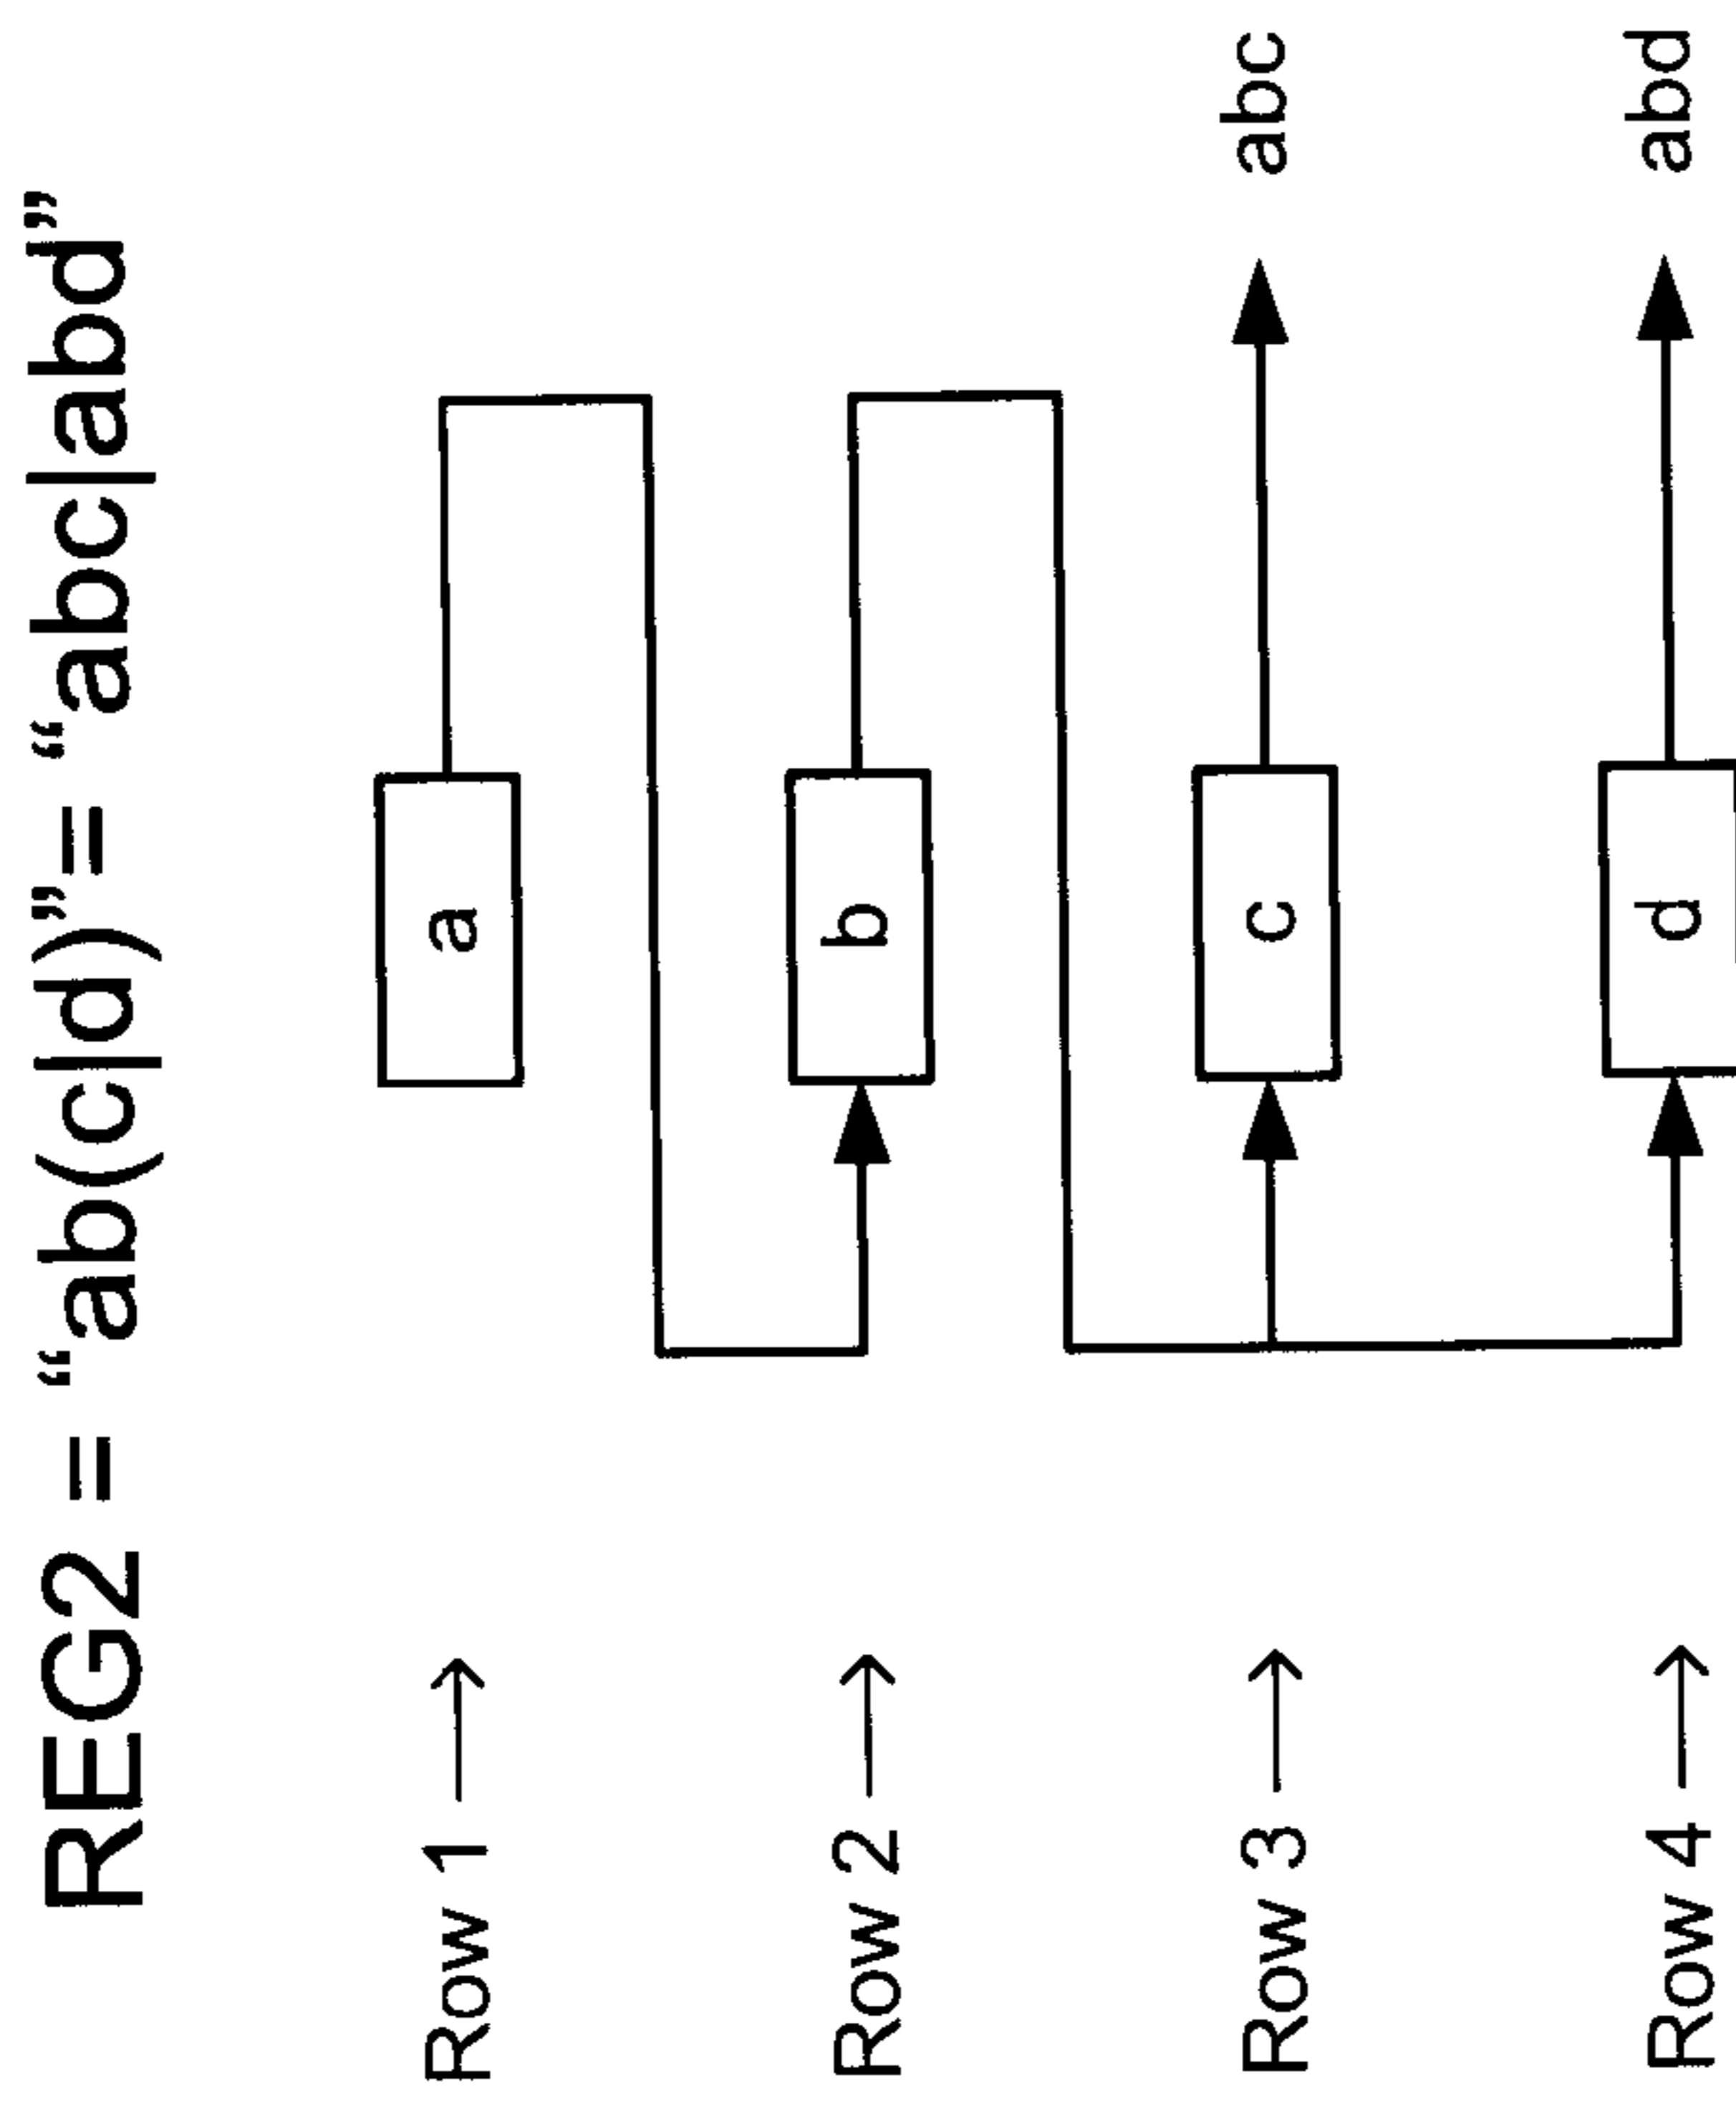 REG2 = “ab(c|d)”= “abc|abd”
Row 1 a
Row 2 b
Row 3 c abc
Row 4 d abd